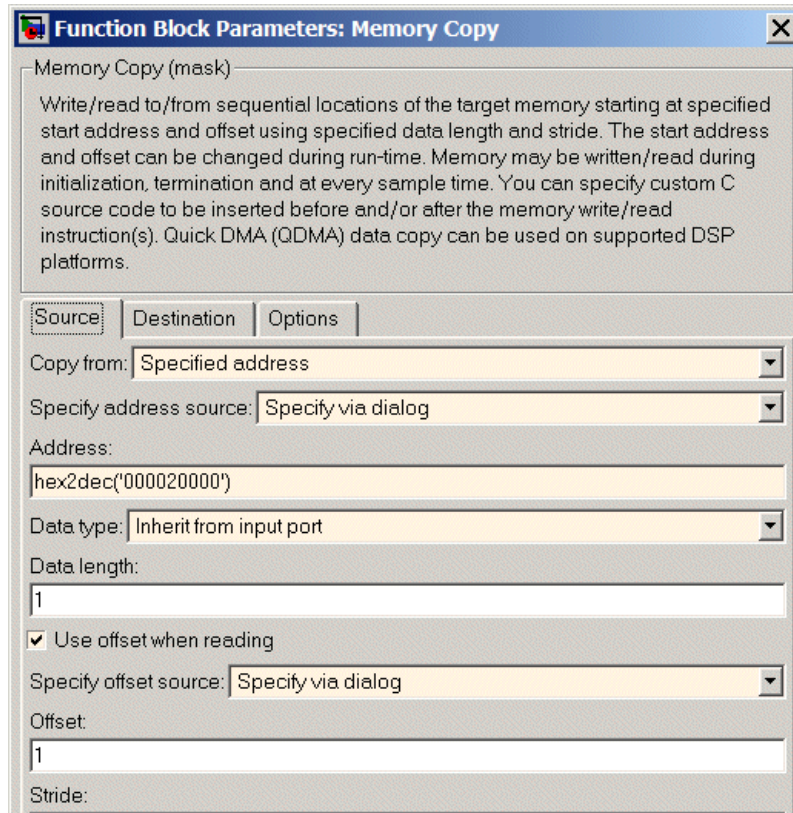 Function Block Parameters: Memory Copy
Memory Copy (mask)
Write/read to/from sequential locations of the target memory starting at specified
start address and offset using specified data length and stride. The start address
and offset can be changed during run-time. Memory may be written/read during
initialization, termination and at every sample time. You can specify custom C
source code to be inserted before and/or after the memory write/read
instruction(s). Quick DMA (QDMA) data copy can be used on supported DSP
platforms.
Source Destination Options
Copy from: Specified address
Specify address source: Specify via dialog
Address:
hex2dec('000020000')
Data type: Inherit from input port
Data length:
1
Use offset when reading
Specify offset source: Specify via dialog
Offset:
1
Stride: